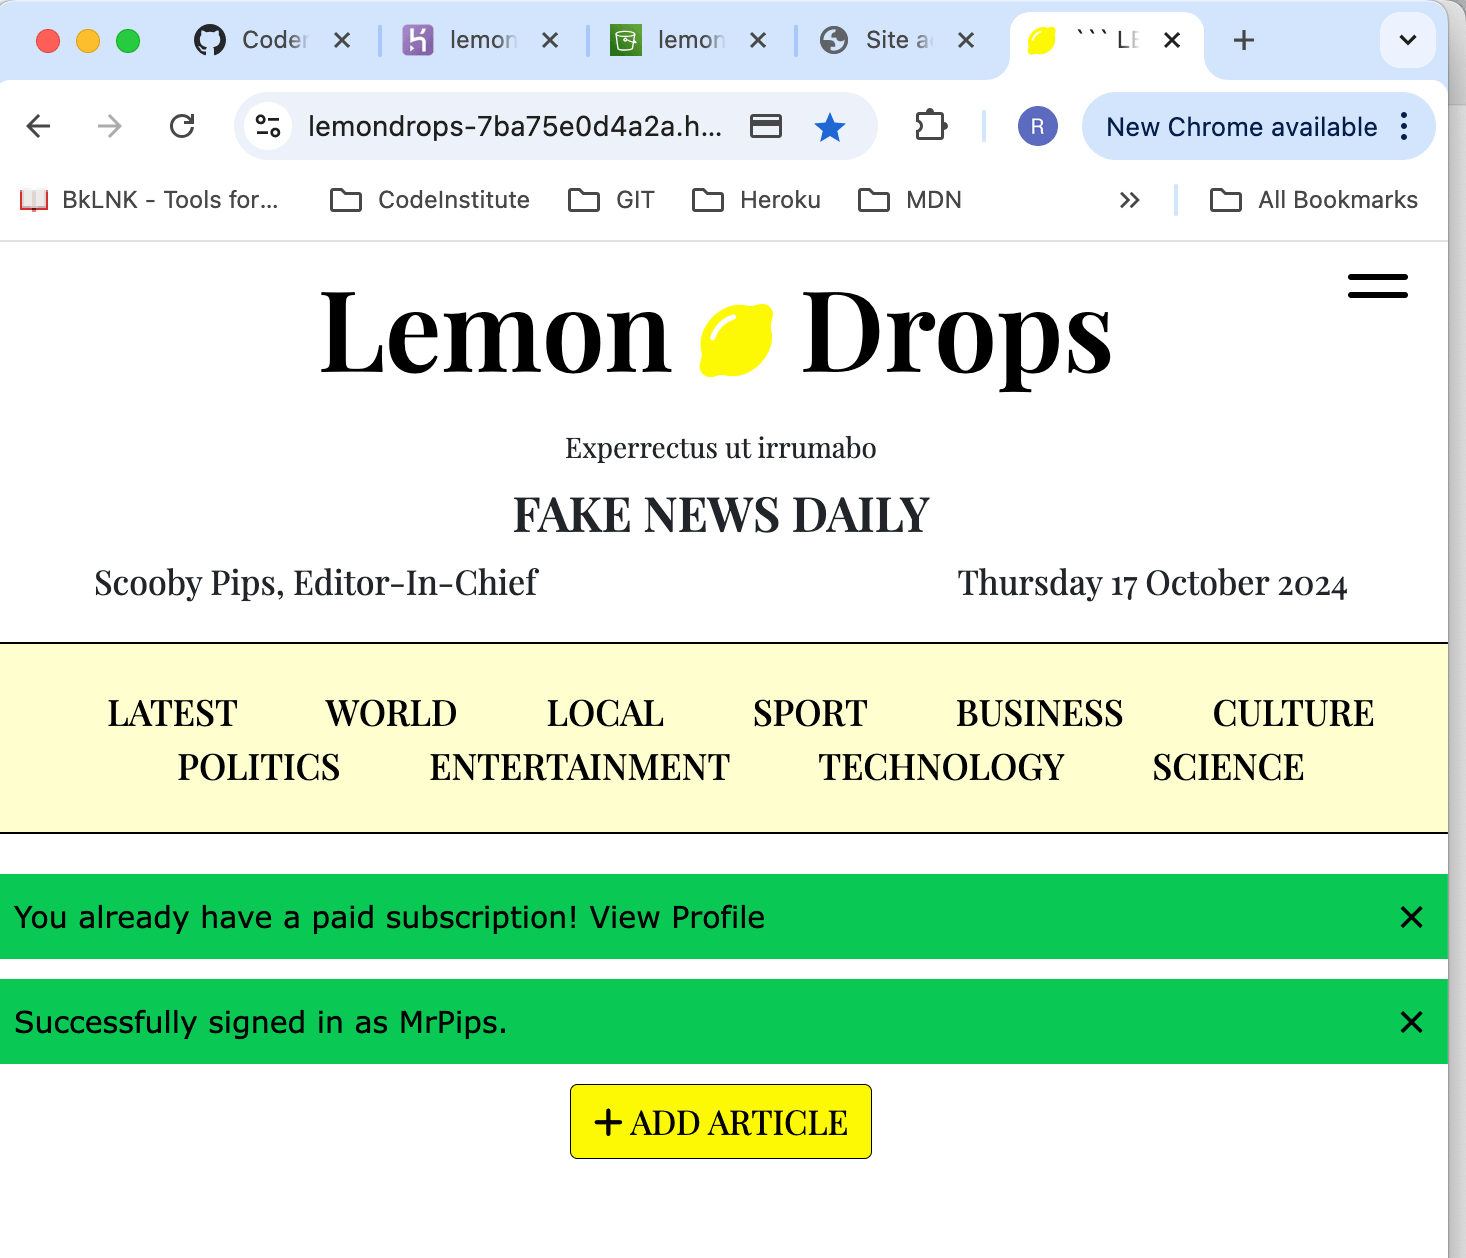 Coder lemon lemon Site a ``` LE
lemondrops-7ba75e0d4a2a.h... R New Chrome available
BkLNK - Tools for... CodeInstitute GIT Heroku MDN All Bookmarks
Lemon Drops
Experrectus ut irrumabo
FAKE NEWS DAILY
Scooby Pips, Editor-In-Chief Thursday 17 October 2024
LATEST WORLD LOCAL SPORT BUSINESS CULTURE
POLITICS ENTERTAINMENT TECHNOLOGY SCIENCE
You already have a paid subscription! View Profile
Successfully signed in as MrPips.
+ ADD ARTICLE